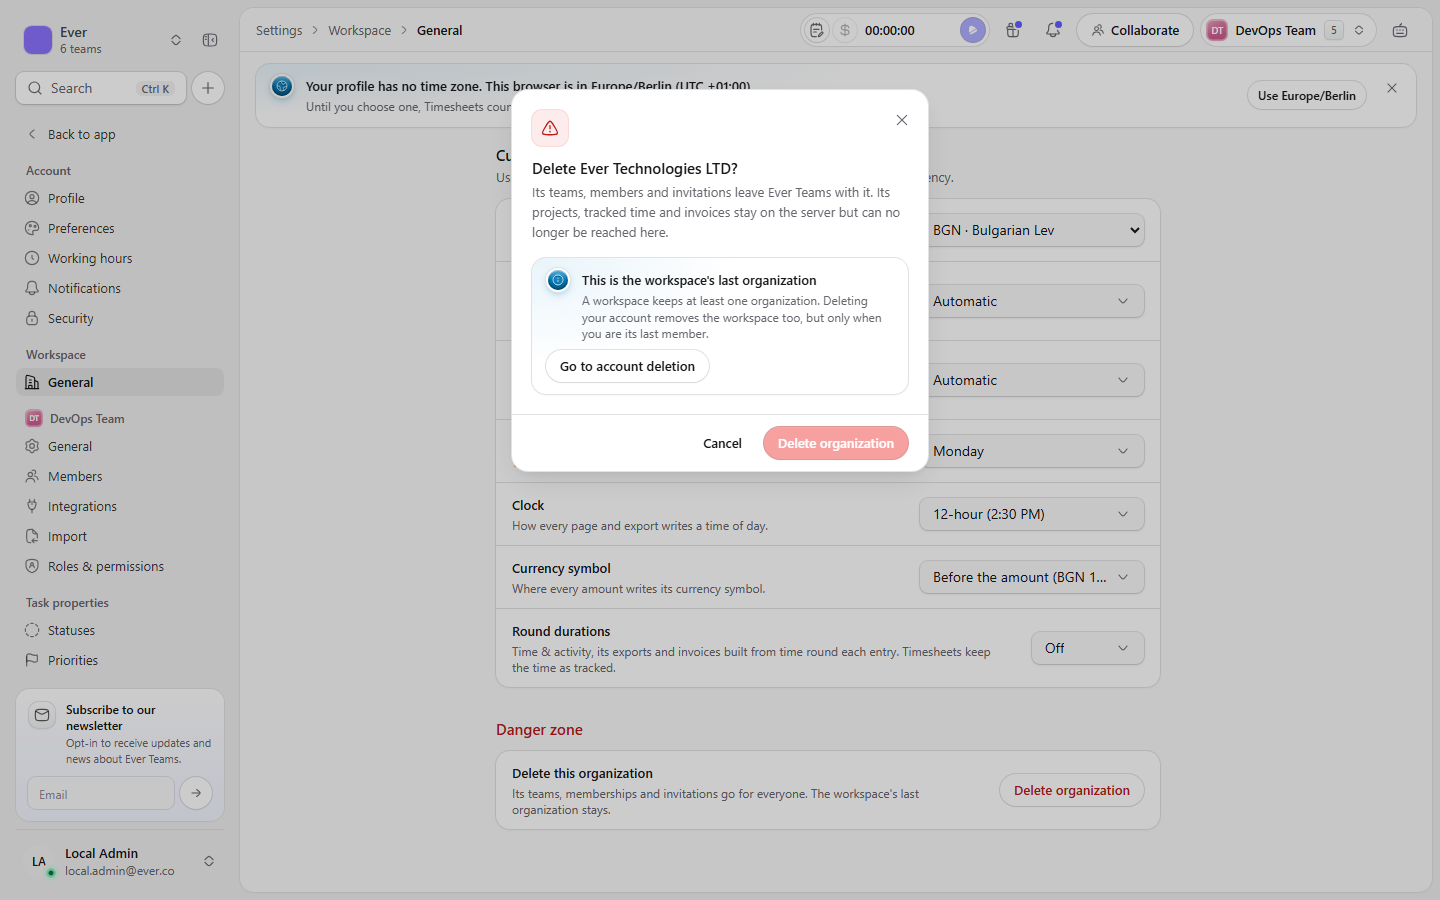 Ever
6 teams
Search
Ctrl K
Back to app
Account
Profile
Preferences
Working hours
Notifications
Security
Workspace
General
DT
DevOps Team
General
Members
Integrations
Import
Roles & permissions
Task properties
Statuses
Priorities
Subscribe to our
newsletter
Opt-in to receive updates and
news about Ever Teams.
Email
LA
Local Admin
local.admin@ever.co
Settings
Workspace
General
$
00:00:00
Collaborate
DT
DevOps Team
5
Your profile has no time zone. This browser is in Europe/Berlin (UTC +01:00)
Until you choose one, Timesheets cour
Use Europe/Berlin
Delete Ever Technologies LTD?
Its teams, members and invitations leave Ever Teams with it. Its
projects, tracked time and invoices stay on the server but can no
longer be reached here.
This is the workspace's last organization
A workspace keeps at least one organization. Deleting
your account removes the workspace too, but only when
you are its last member.
Go to account deletion
Cancel
Delete organization
BGN · Bulgarian Lev
Automatic
Automatic
Monday
Clock
How every page and export writes a time of day.
12-hour (2:30 PM)
Currency symbol
Where every amount writes its currency symbol.
Before the amount (BGN 1...
Round durations
Time & activity, its exports and invoices built from time round each entry. Timesheets keep
the time as tracked.
Off
Danger zone
Delete this organization
Its teams, memberships and invitations go for everyone. The workspace's last
organization stays.
Delete organization